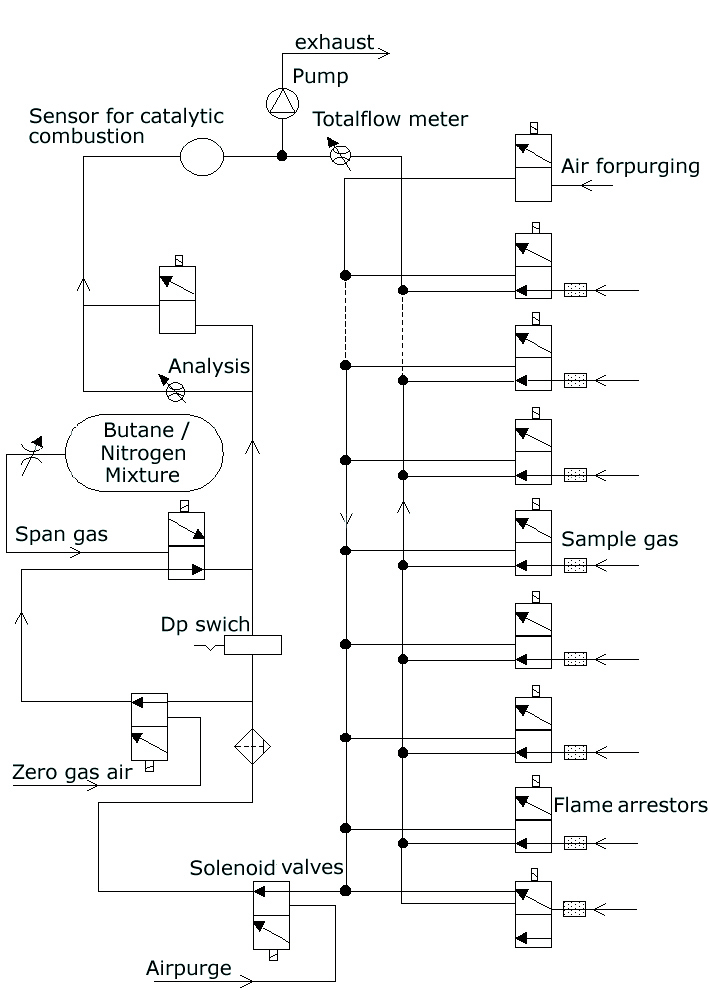 exhaust
Pump
Sensor for catalytic
combustion
Totalflow meter
Air forpurging
Analysis
Butane /
Nitrogen
Mixture
Span gas
Sample gas
Dp swich
Zero gas air
Flame arrestors
Solenoid valves
Airpurge